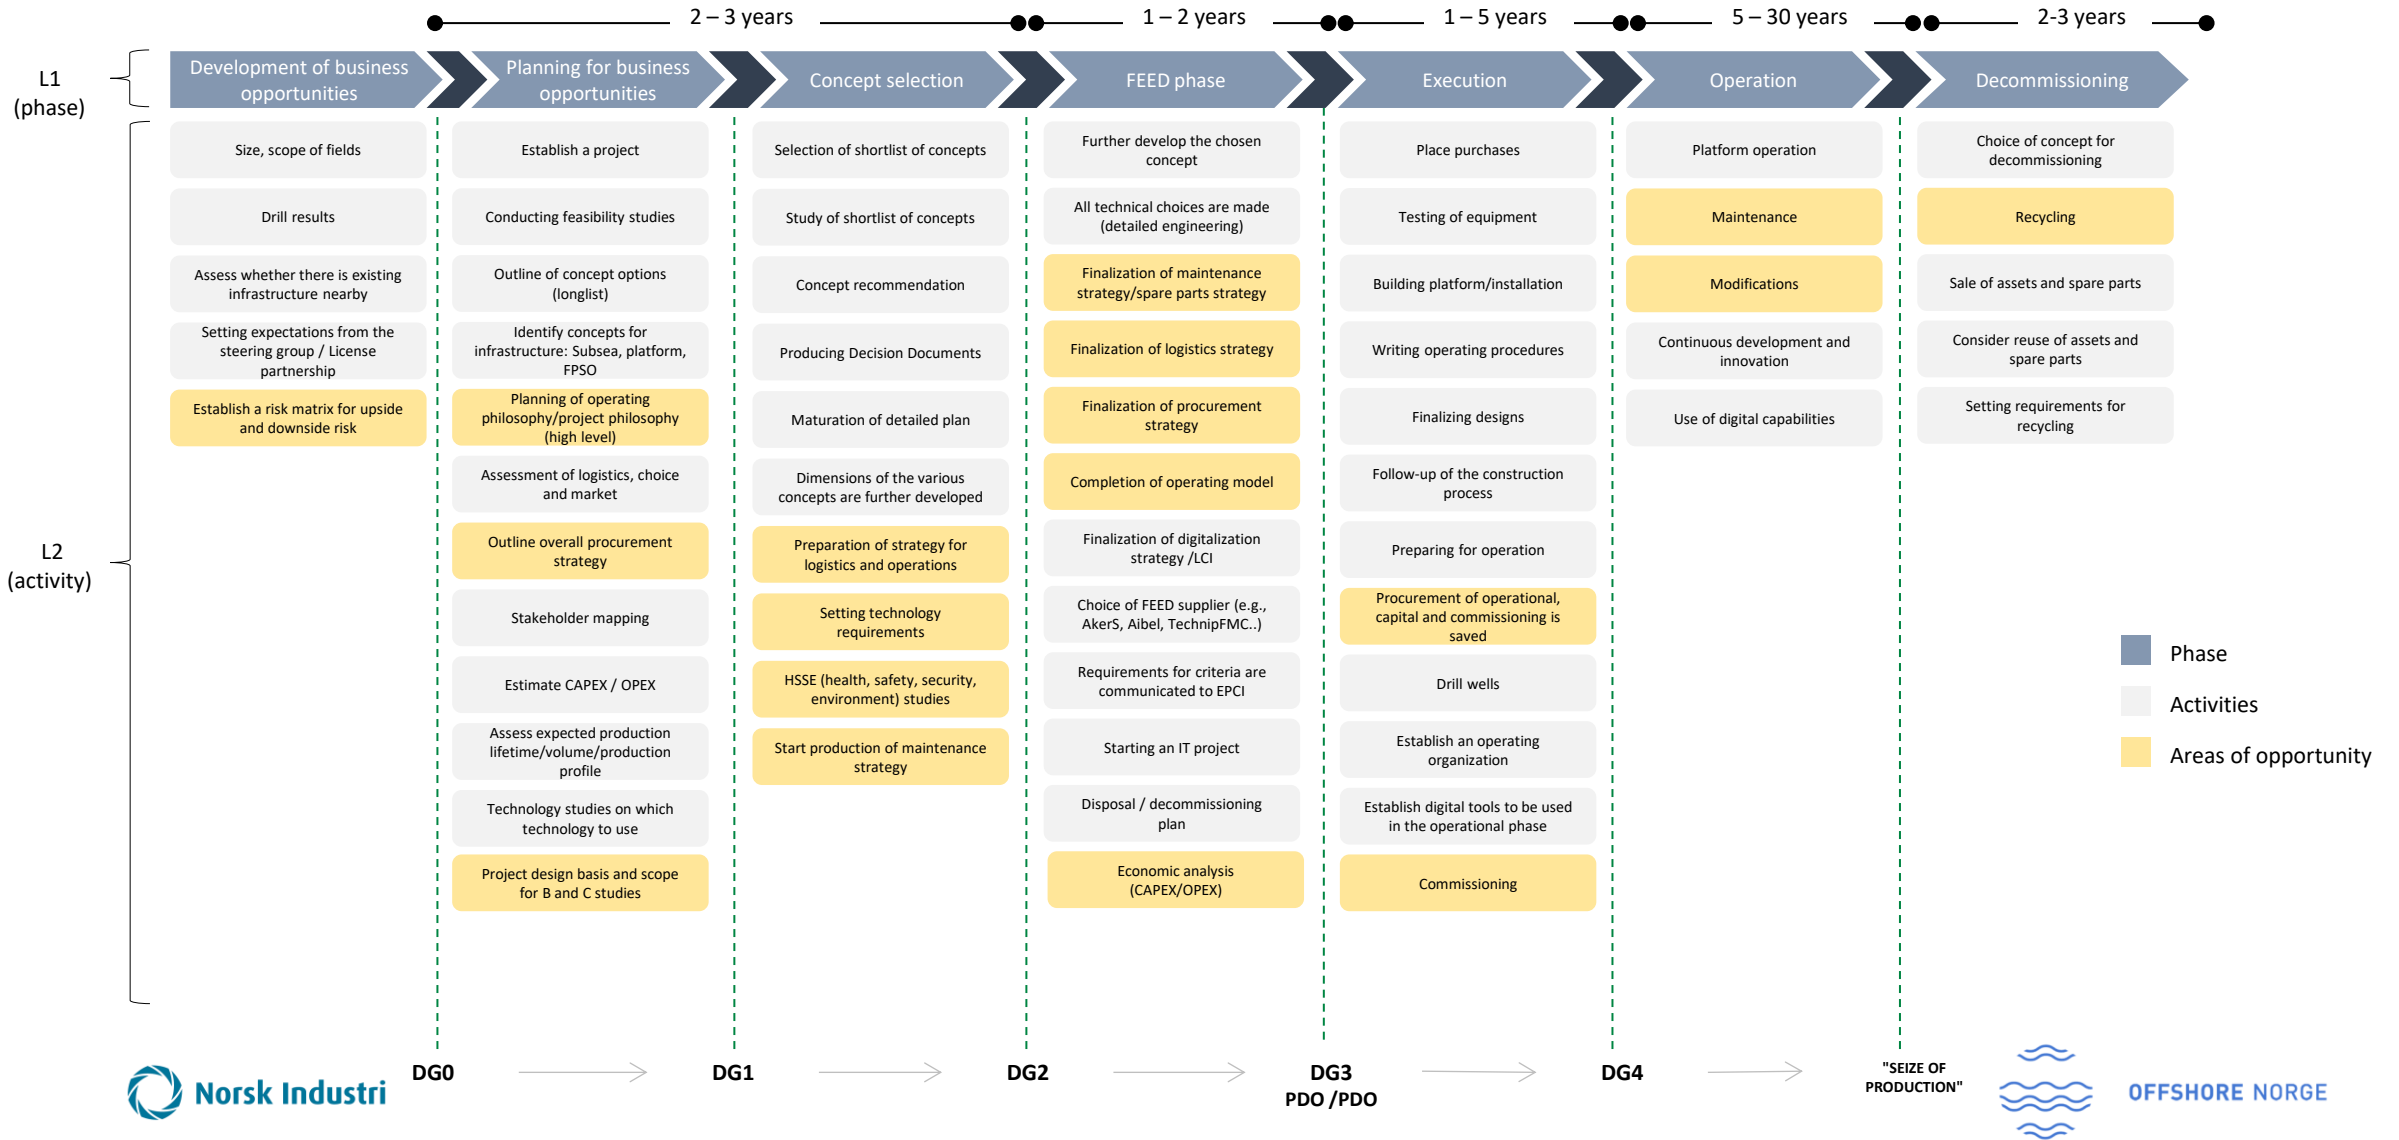 2 – 3 years
1 – 2 years
1 – 5 years
5 – 30 years
2-3 years
L1
(phase)
Development of business
opportunities
Planning for business
opportunities
Concept selection
FEED phase
Execution
Operation
Decommissioning
L2
(activity)
Size, scope of fields
Drill results
Assess whether there is existing
infrastructure nearby
Setting expectations from the
steering group / License
partnership
Establish a risk matrix for upside
and downside risk
Establish a project
Conducting feasibility studies
Outline of concept options
(longlist)
Identify concepts for
infrastructure: Subsea, platform,
FPSO
Planning of operating
philosophy/project philosophy
(high level)
Assessment of logistics, choice
and market
Outline overall procurement
strategy
Stakeholder mapping
Estimate CAPEX / OPEX
Assess expected production
lifetime/volume/production
profile
Technology studies on which
technology to use
Project design basis and scope
for B and C studies
Selection of shortlist of concepts
Study of shortlist of concepts
Concept recommendation
Producing Decision Documents
Maturation of detailed plan
Dimensions of the various
concepts are further developed
Preparation of strategy for
logistics and operations
Setting technology
requirements
HSSE (health, safety, security,
environment) studies
Start production of maintenance
strategy
Further develop the chosen
concept
All technical choices are made
(detailed engineering)
Finalization of maintenance
strategy/spare parts strategy
Finalization of logistics strategy
Finalization of procurement
strategy
Completion of operating model
Finalization of digitalization
strategy /LCI
Choice of FEED supplier (e.g.,
AkerS, Aibel, TechnipFMC..)
Requirements for criteria are
communicated to EPCI
Starting an IT project
Disposal / decommissioning
plan
Economic analysis
(CAPEX/OPEX)
Place purchases
Testing of equipment
Building platform/installation
Writing operating procedures
Finalizing designs
Follow-up of the construction
process
Preparing for operation
Procurement of operational,
capital and commissioning is
saved
Drill wells
Establish an operating
organization
Establish digital tools to be used
in the operational phase
Commissioning
Platform operation
Maintenance
Modifications
Continuous development and
innovation
Use of digital capabilities
Choice of concept for
decommissioning
Recycling
Sale of assets and spare parts
Consider reuse of assets and
spare parts
Setting requirements for
recycling
Phase
Activities
Areas of opportunity
Norsk Industri
DG0
DG1
DG2
DG3
PDO /PDO
DG4
"SEIZE OF
PRODUCTION"
OFFSHORE NORGE